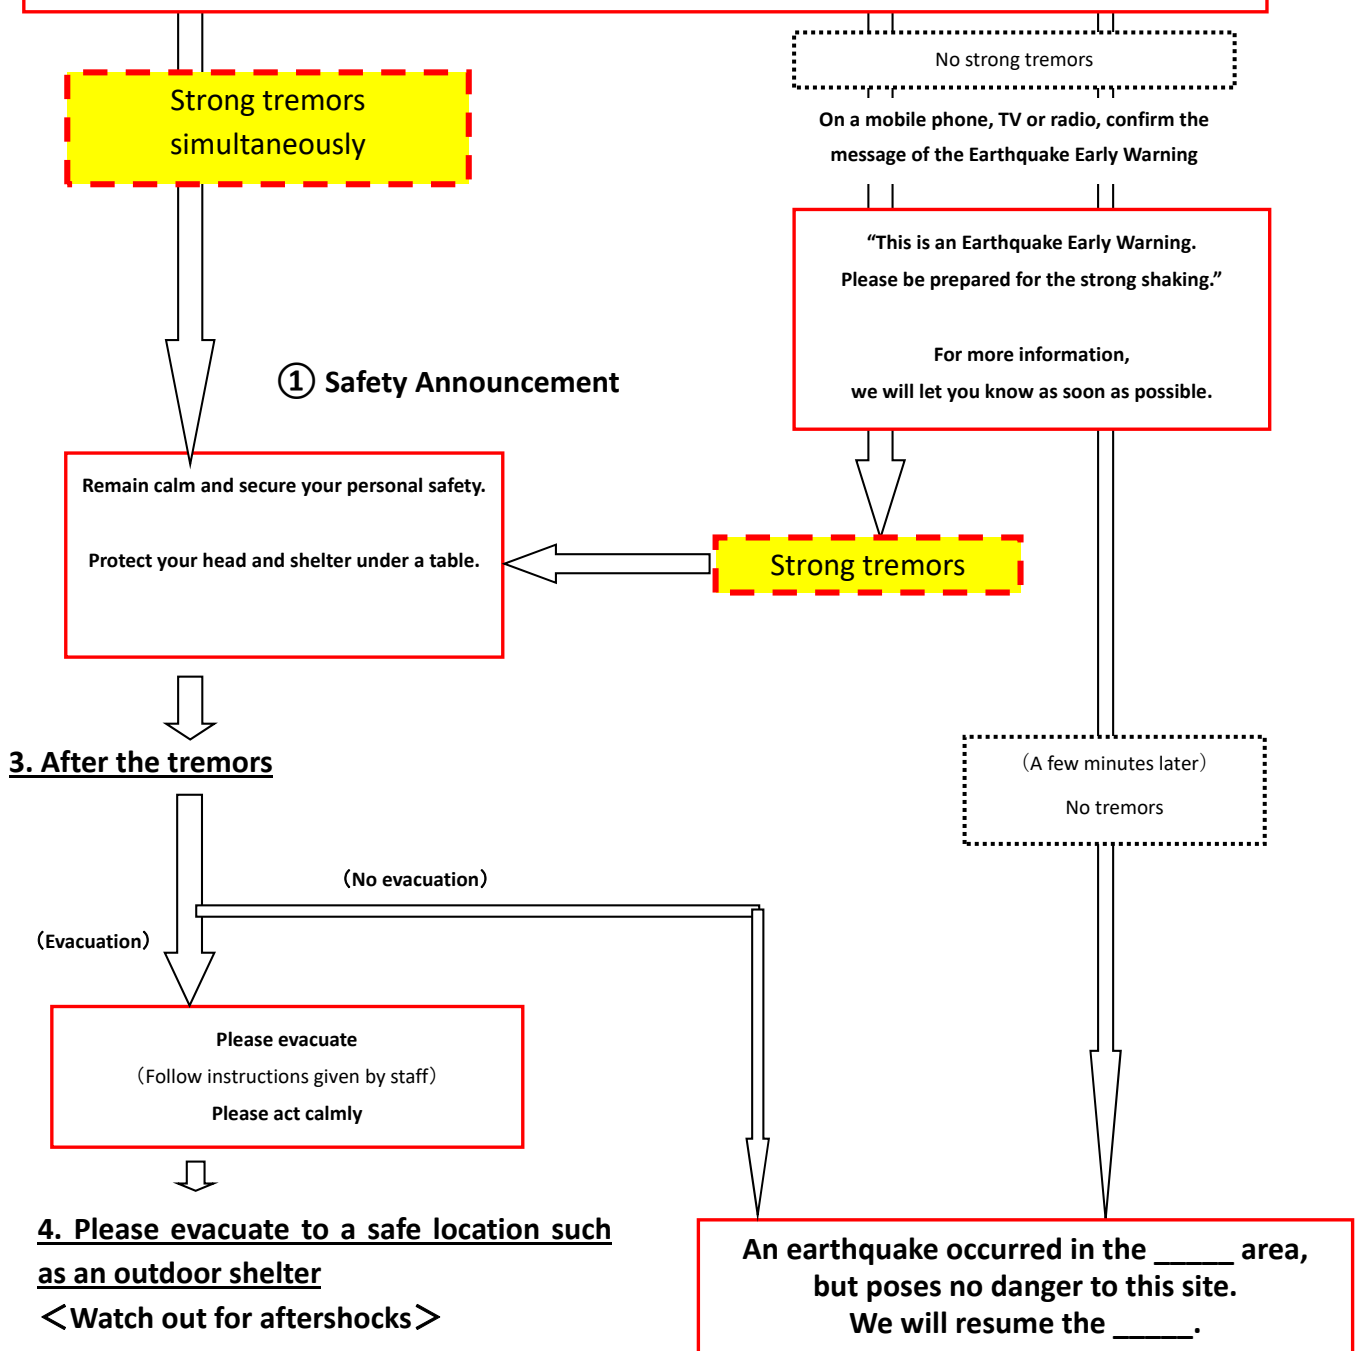 Strong tremors
simultaneously
No strong tremors
On a mobile phone, TV or radio, confirm the
message of the Earthquake Early Warning
“This is an Earthquake Early Warning.
Please be prepared for the strong shaking.”
For more information,
we will let you know as soon as possible.
① Safety Announcement
Remain calm and secure your personal safety.
Protect your head and shelter under a table.
Strong tremors
3. After the tremors
（A few minutes later）
No tremors
（No evacuation）
（Evacuation）
Please evacuate
（Follow instructions given by staff）
Please act calmly
4. Please evacuate to a safe location such
as an outdoor shelter
＜Watch out for aftershocks＞
An earthquake occurred in the _____ area,
but poses no danger to this site.
We will resume the _____.